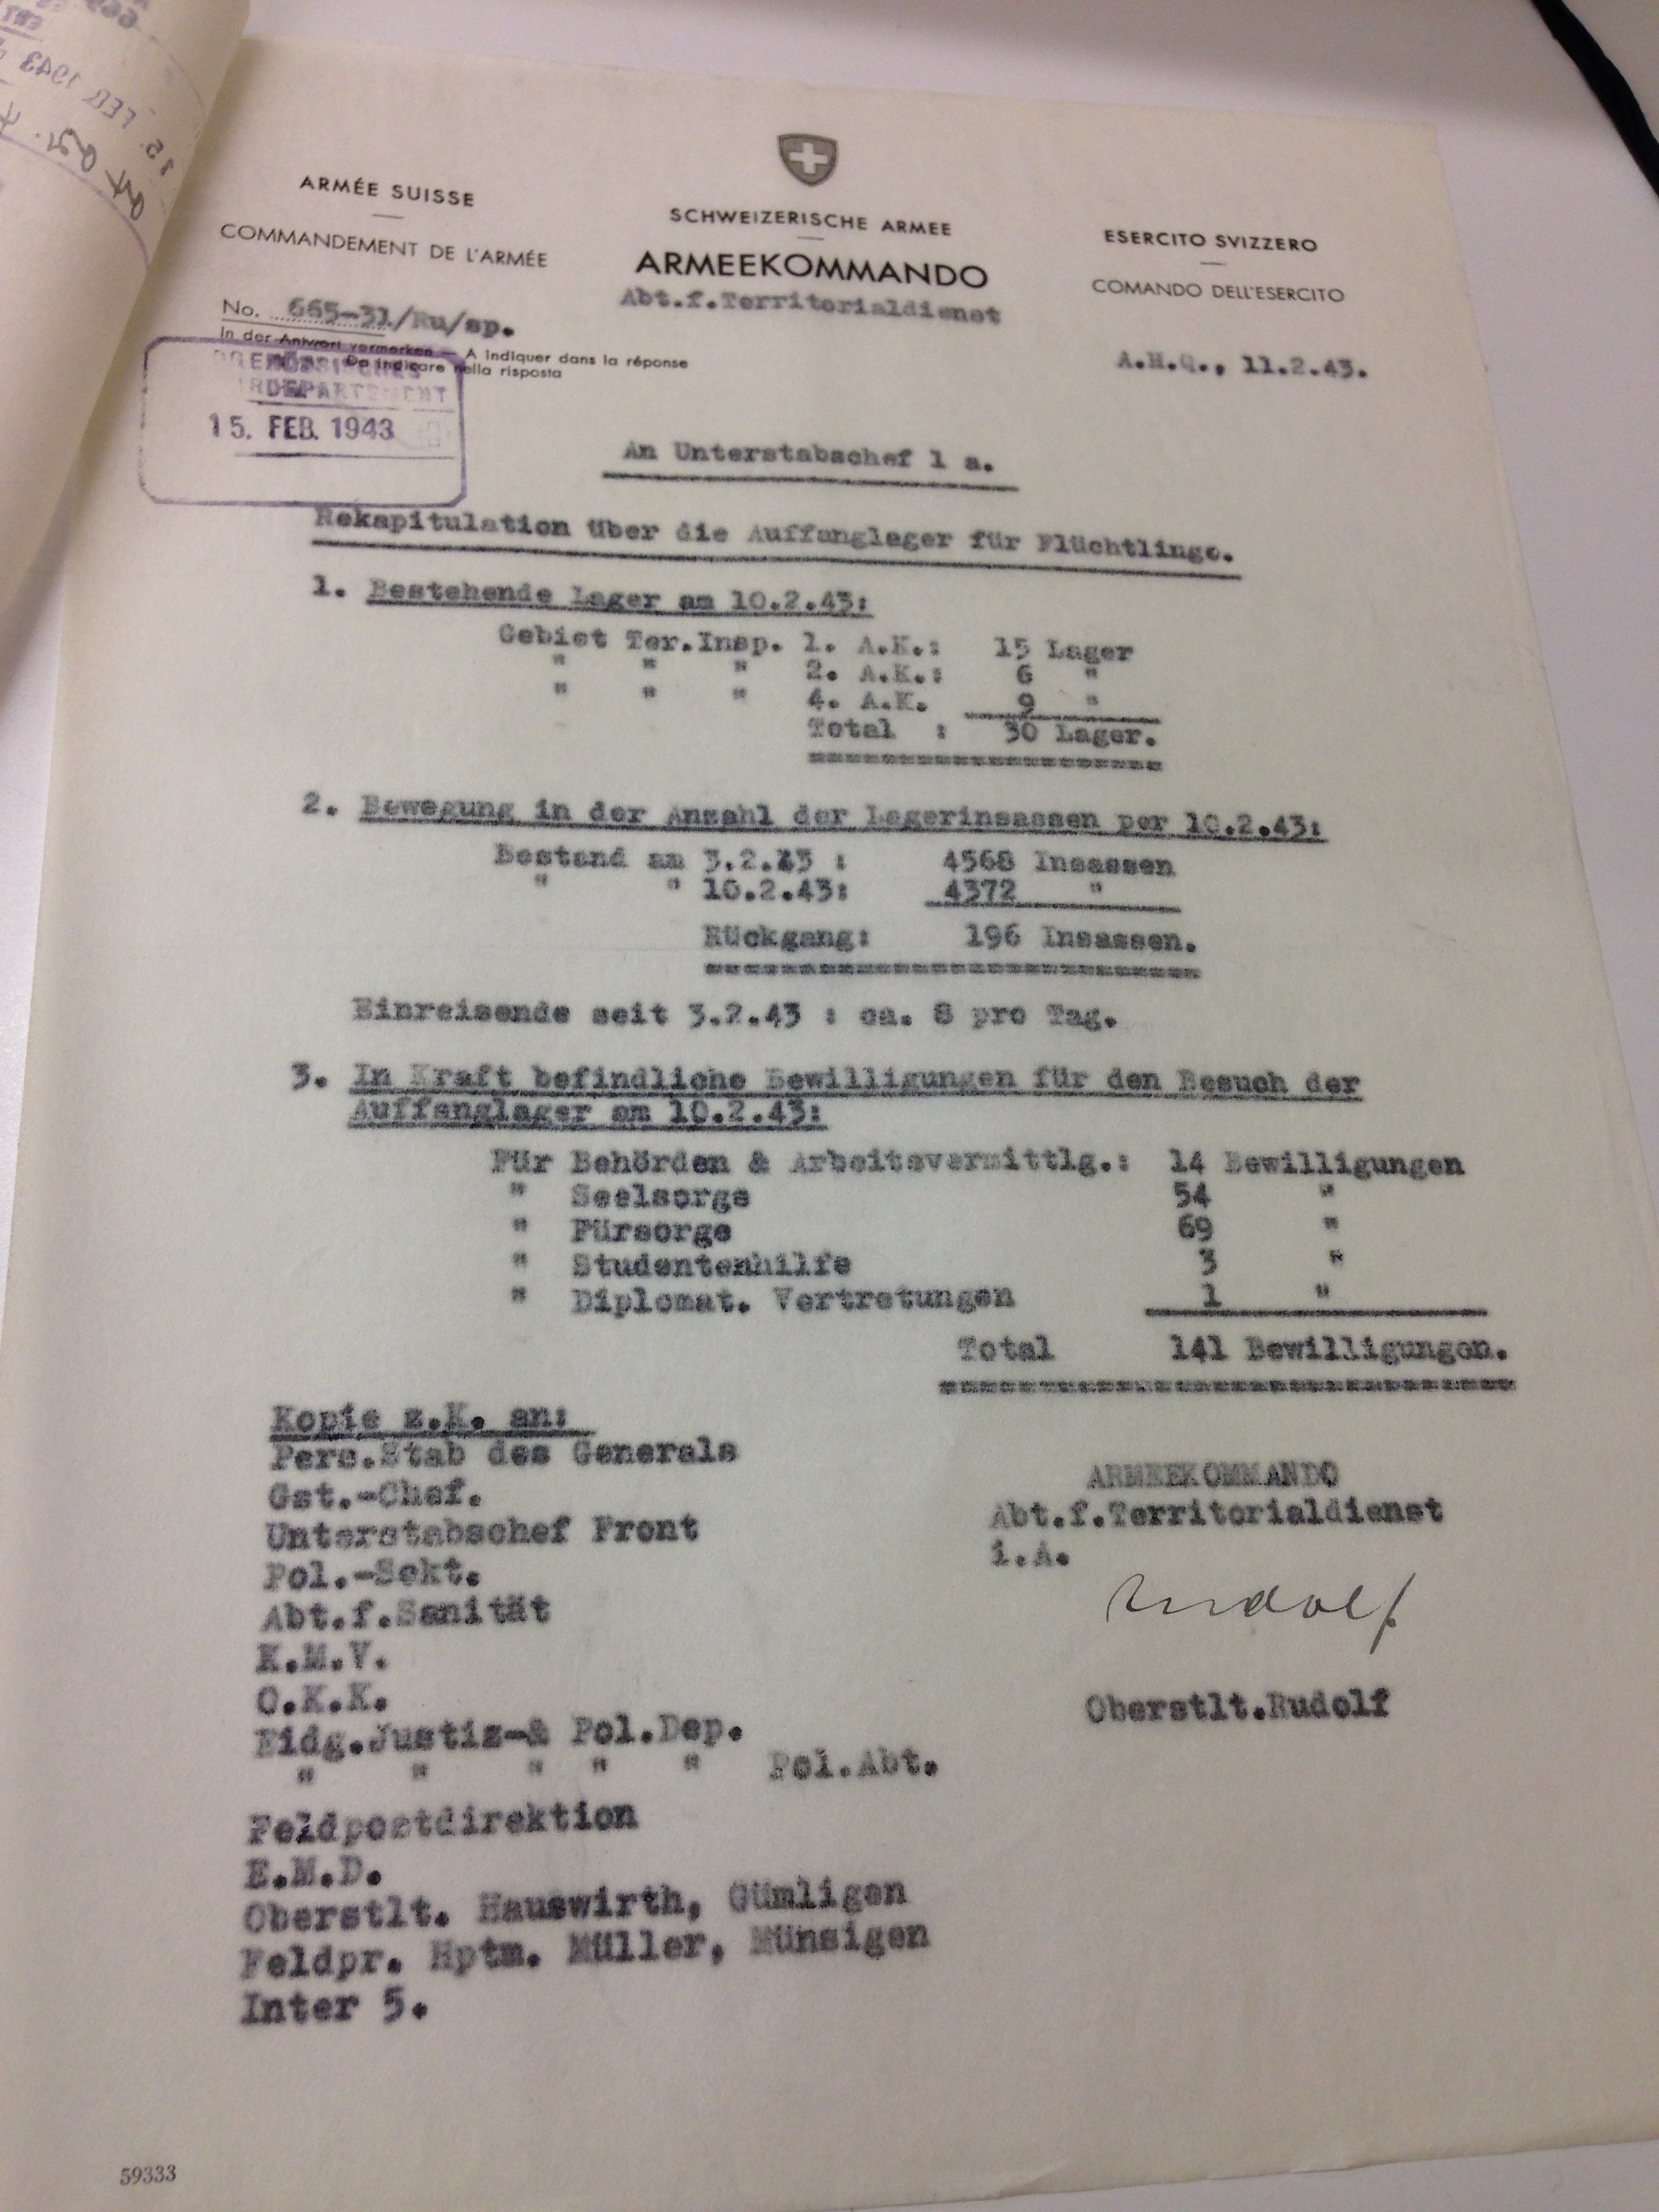 ARMÉE SUISSE
COMMANDEMENT DE L'ARMÉE
SCHWEIZERISCHE ARMEE
ARMEEKOMMANDO
Abt.f.Territorialdienst
ESERCITO SVIZZERO
COMANDO DELL'ESERCITO
No. 665-31/Ru/sp.
In der Antwort vermerken — A indiquer dans la réponse
Da indicare nella risposta
A.H.Q., 11.2.43.
15. FEB. 1943
An Unterstabschef 1 a.
Rekapitulation über die Auffanglager für Flüchtlinge.
1. Bestehende Lager am 10.2.43:
Gebiet Ter.Insp. 1. A.K.: 15 Lager
" " " 2. A.K.: 6 "
" " " 4. A.K. 9 "
Total : 30 Lager.
2. Bewegung in der Anzahl der Lagerinsassen per 10.2.43:
Bestand am 3.2.43 : 4568 Insassen
" " 10.2.43: 4372 "
Rückgang: 196 Insassen.
Einreisende seit 3.2.43 : ca. 8 pro Tag.
3. In Kraft befindliche Bewilligungen für den Besuch der
Auffanglager am 10.2.43:
Für Behörden & Arbeitsvermittlg.: 14 Bewilligungen
" Seelsorge 54 "
" Fürsorge 69 "
" Studentenhilfe 3 "
" Diplomat. Vertretungen 1 "
Total 141 Bewilligungen.
Kopie z.K. an:
Pers.Stab des Generals
Gst.-Chef.
Unterstabschef Front
Pol.-Sekt.
Abt.f.Sanität
K.M.V.
O.K.K.
Eidg.Justiz-& Pol.Dep.
" " " " " Pol.Abt.
Feldpostdirektion
E.M.D.
Oberstlt. Hauswirth, Gümligen
Feldpr. Hptm. Müller, Münsigen
Inter 5.
ARMEEKOMMANDO
Abt.f.Territorialdienst
i.A.
Rudolf
Oberstlt.Rudolf
59333